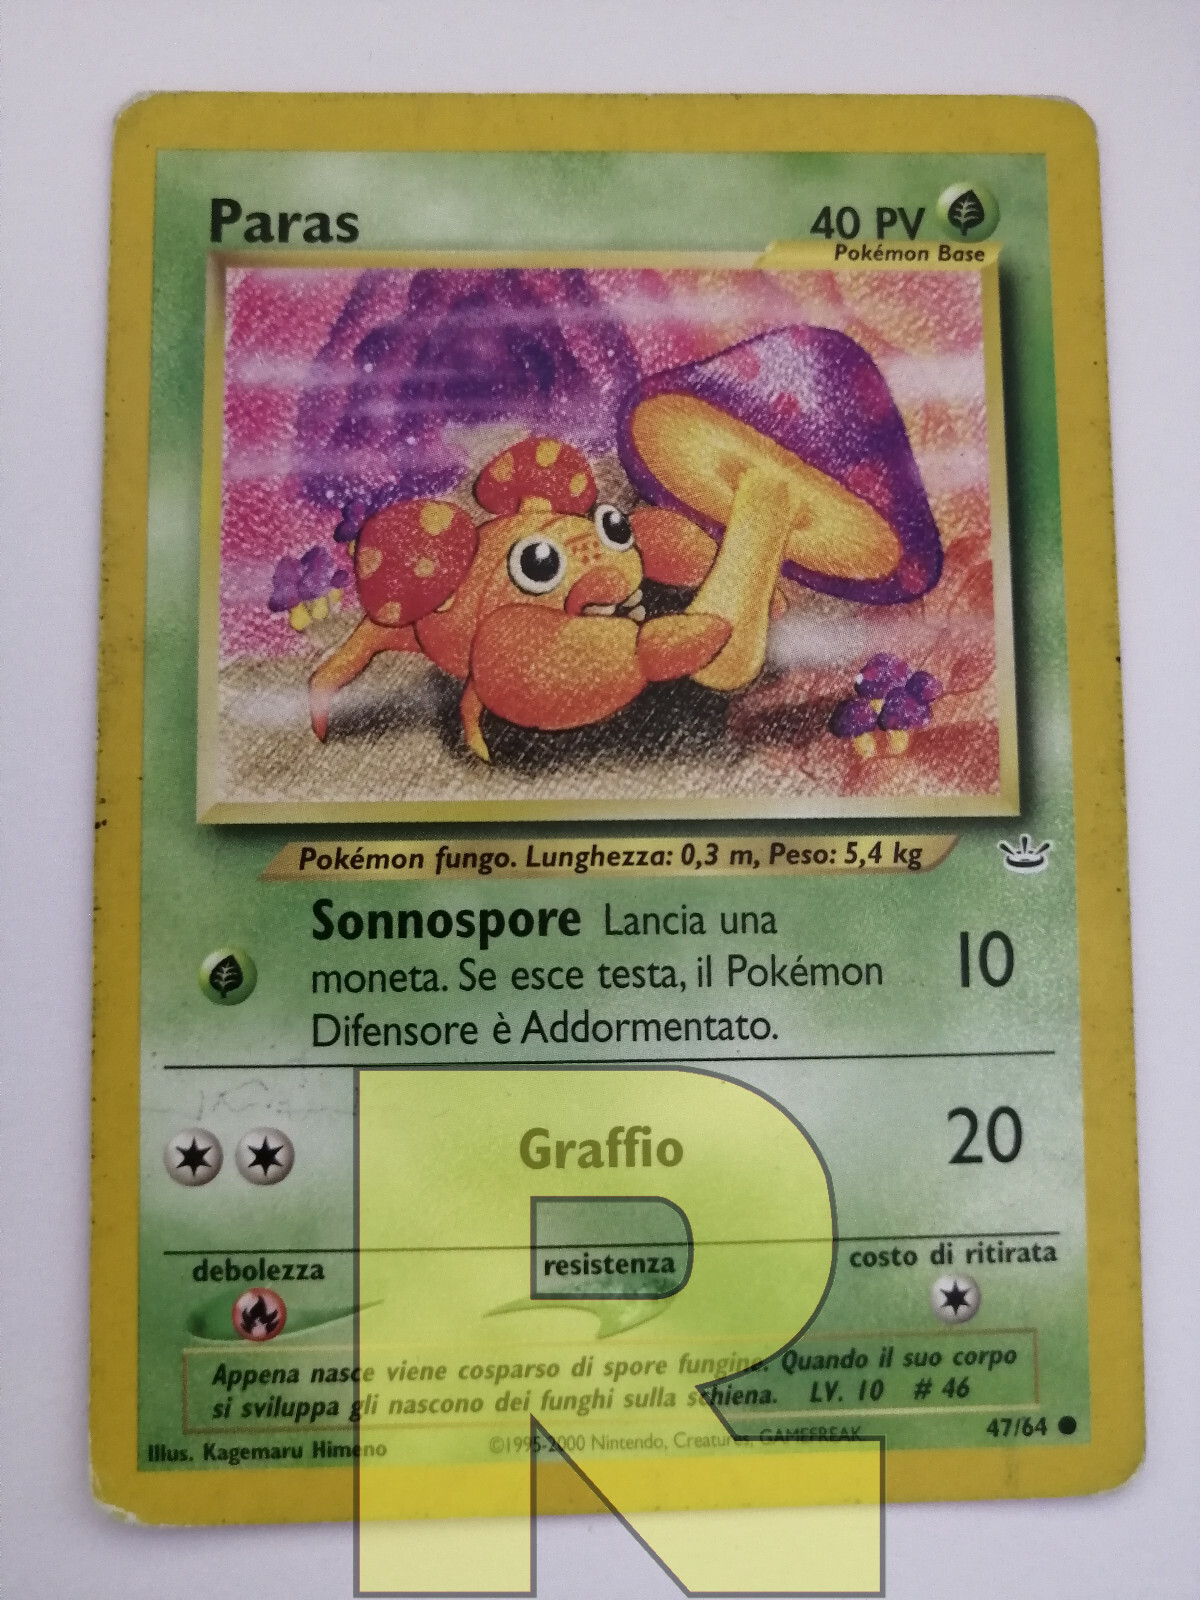 Paras
40 PV
Pokémon Base
Pokémon fungo. Lunghezza: 0,3 m, Peso: 5,4 kg
Sonnospore Lancia una
moneta. Se esce testa, il Pokémon
Difensore è Addormentato.
10
Graffio
20
debolezza
resistenza
costo di ritirata
Appena nasce viene cosparso di spore fungine. Quando il suo corpo
si sviluppa gli nascono dei funghi sulla schiena. LV. 10 # 46
47/64
Illus. Kagemaru Himeno
©1995-2000 Nintendo, Creatures, GAMEFREAK.
R